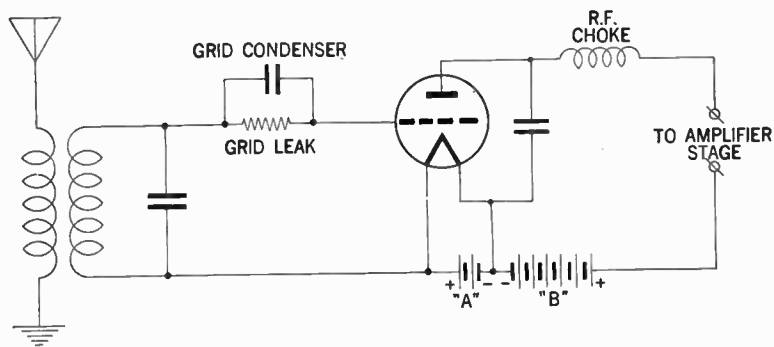 R.F.
CHOKE
GRID CONDENSER
GRID LEAK
TO AMPLIFIER
STAGE
+ - - +
"A" "B"